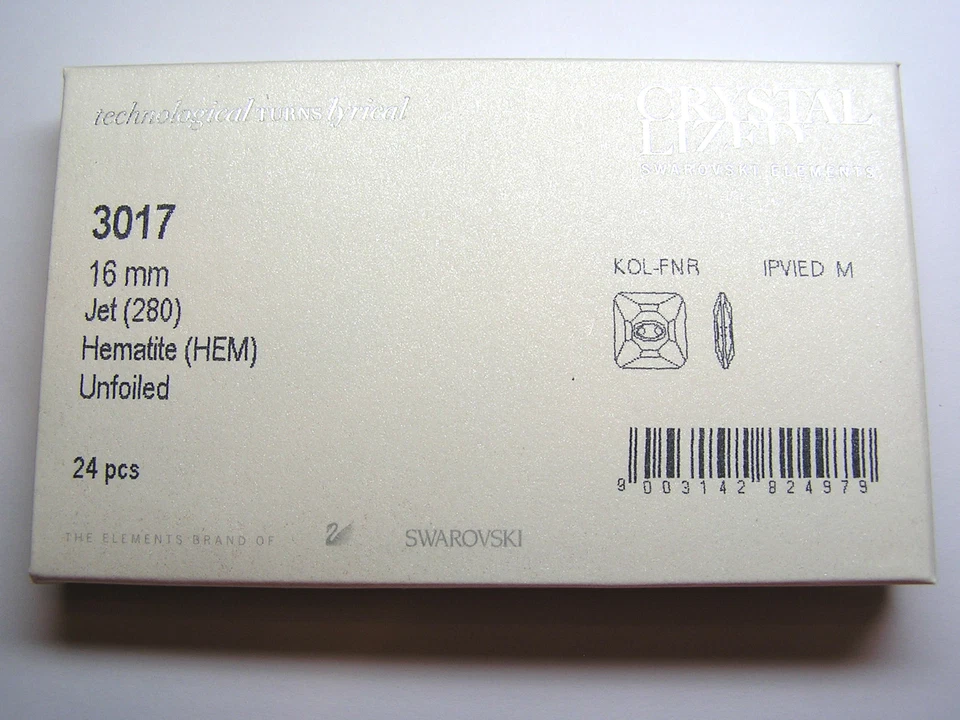 technological TURNS lyrical
CRYSTAL
LIZED
SWAROVSKI ELEMENTS
3017
16 mm
Jet (280)
Hematite (HEM)
Unfoiled
24 pcs
KOL-FNR IPVIED M
9 003142 824979
THE ELEMENTS BRAND OF SWAROVSKI